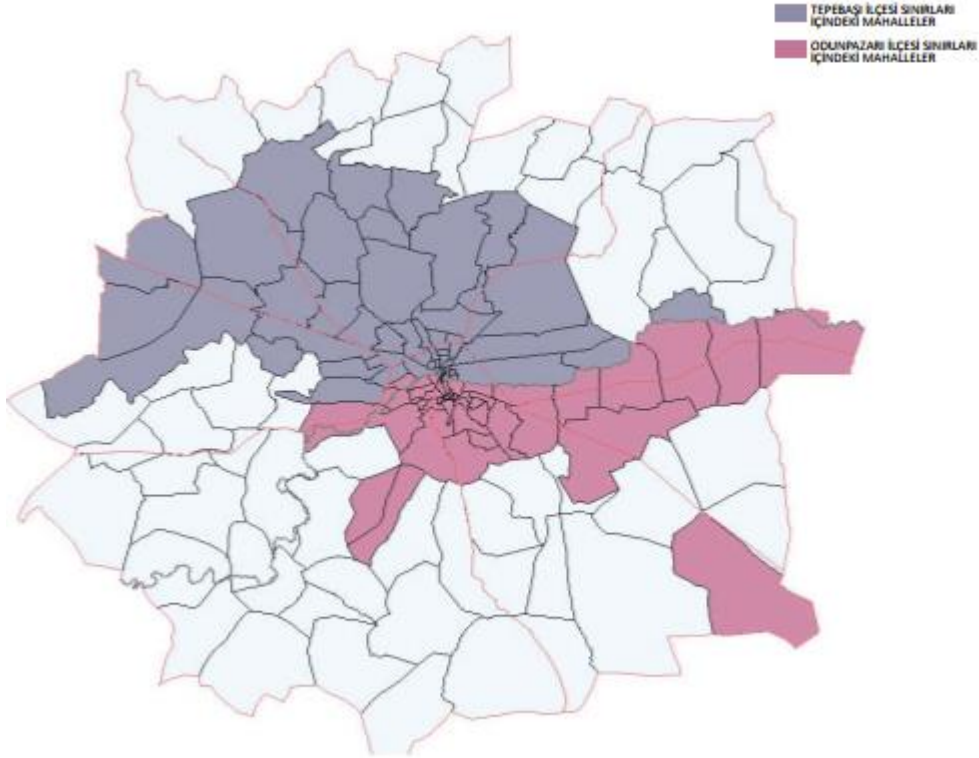 TEPEBAŞI İLÇESİ SINIRLARI
İÇİNDEKİ MAHALLELER
ODUNPAZARI İLÇESİ SINIRLARI
İÇİNDEKİ MAHALLELER